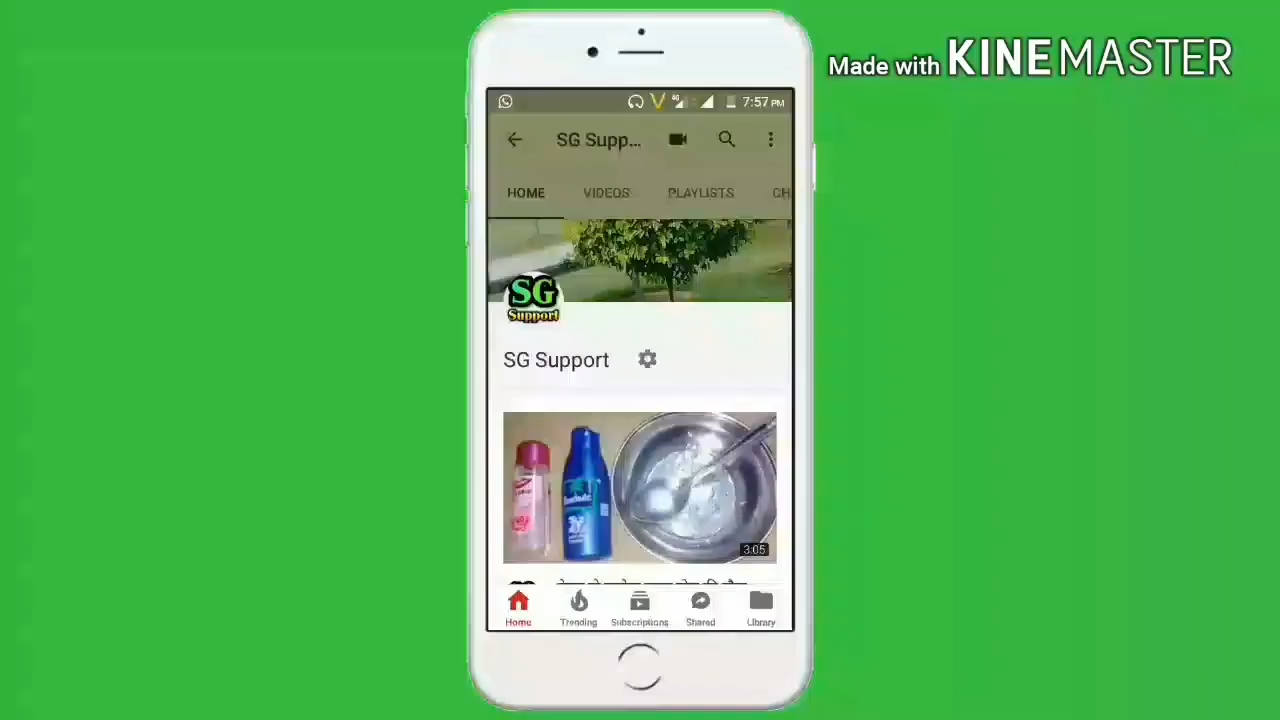 Made with KINEMASTER
7:57 PM
SG Supp...
HOME VIDEOS PLAYLISTS CH
SG
Support
SG Support
3:05
Home Trending Subscriptions Shared Library